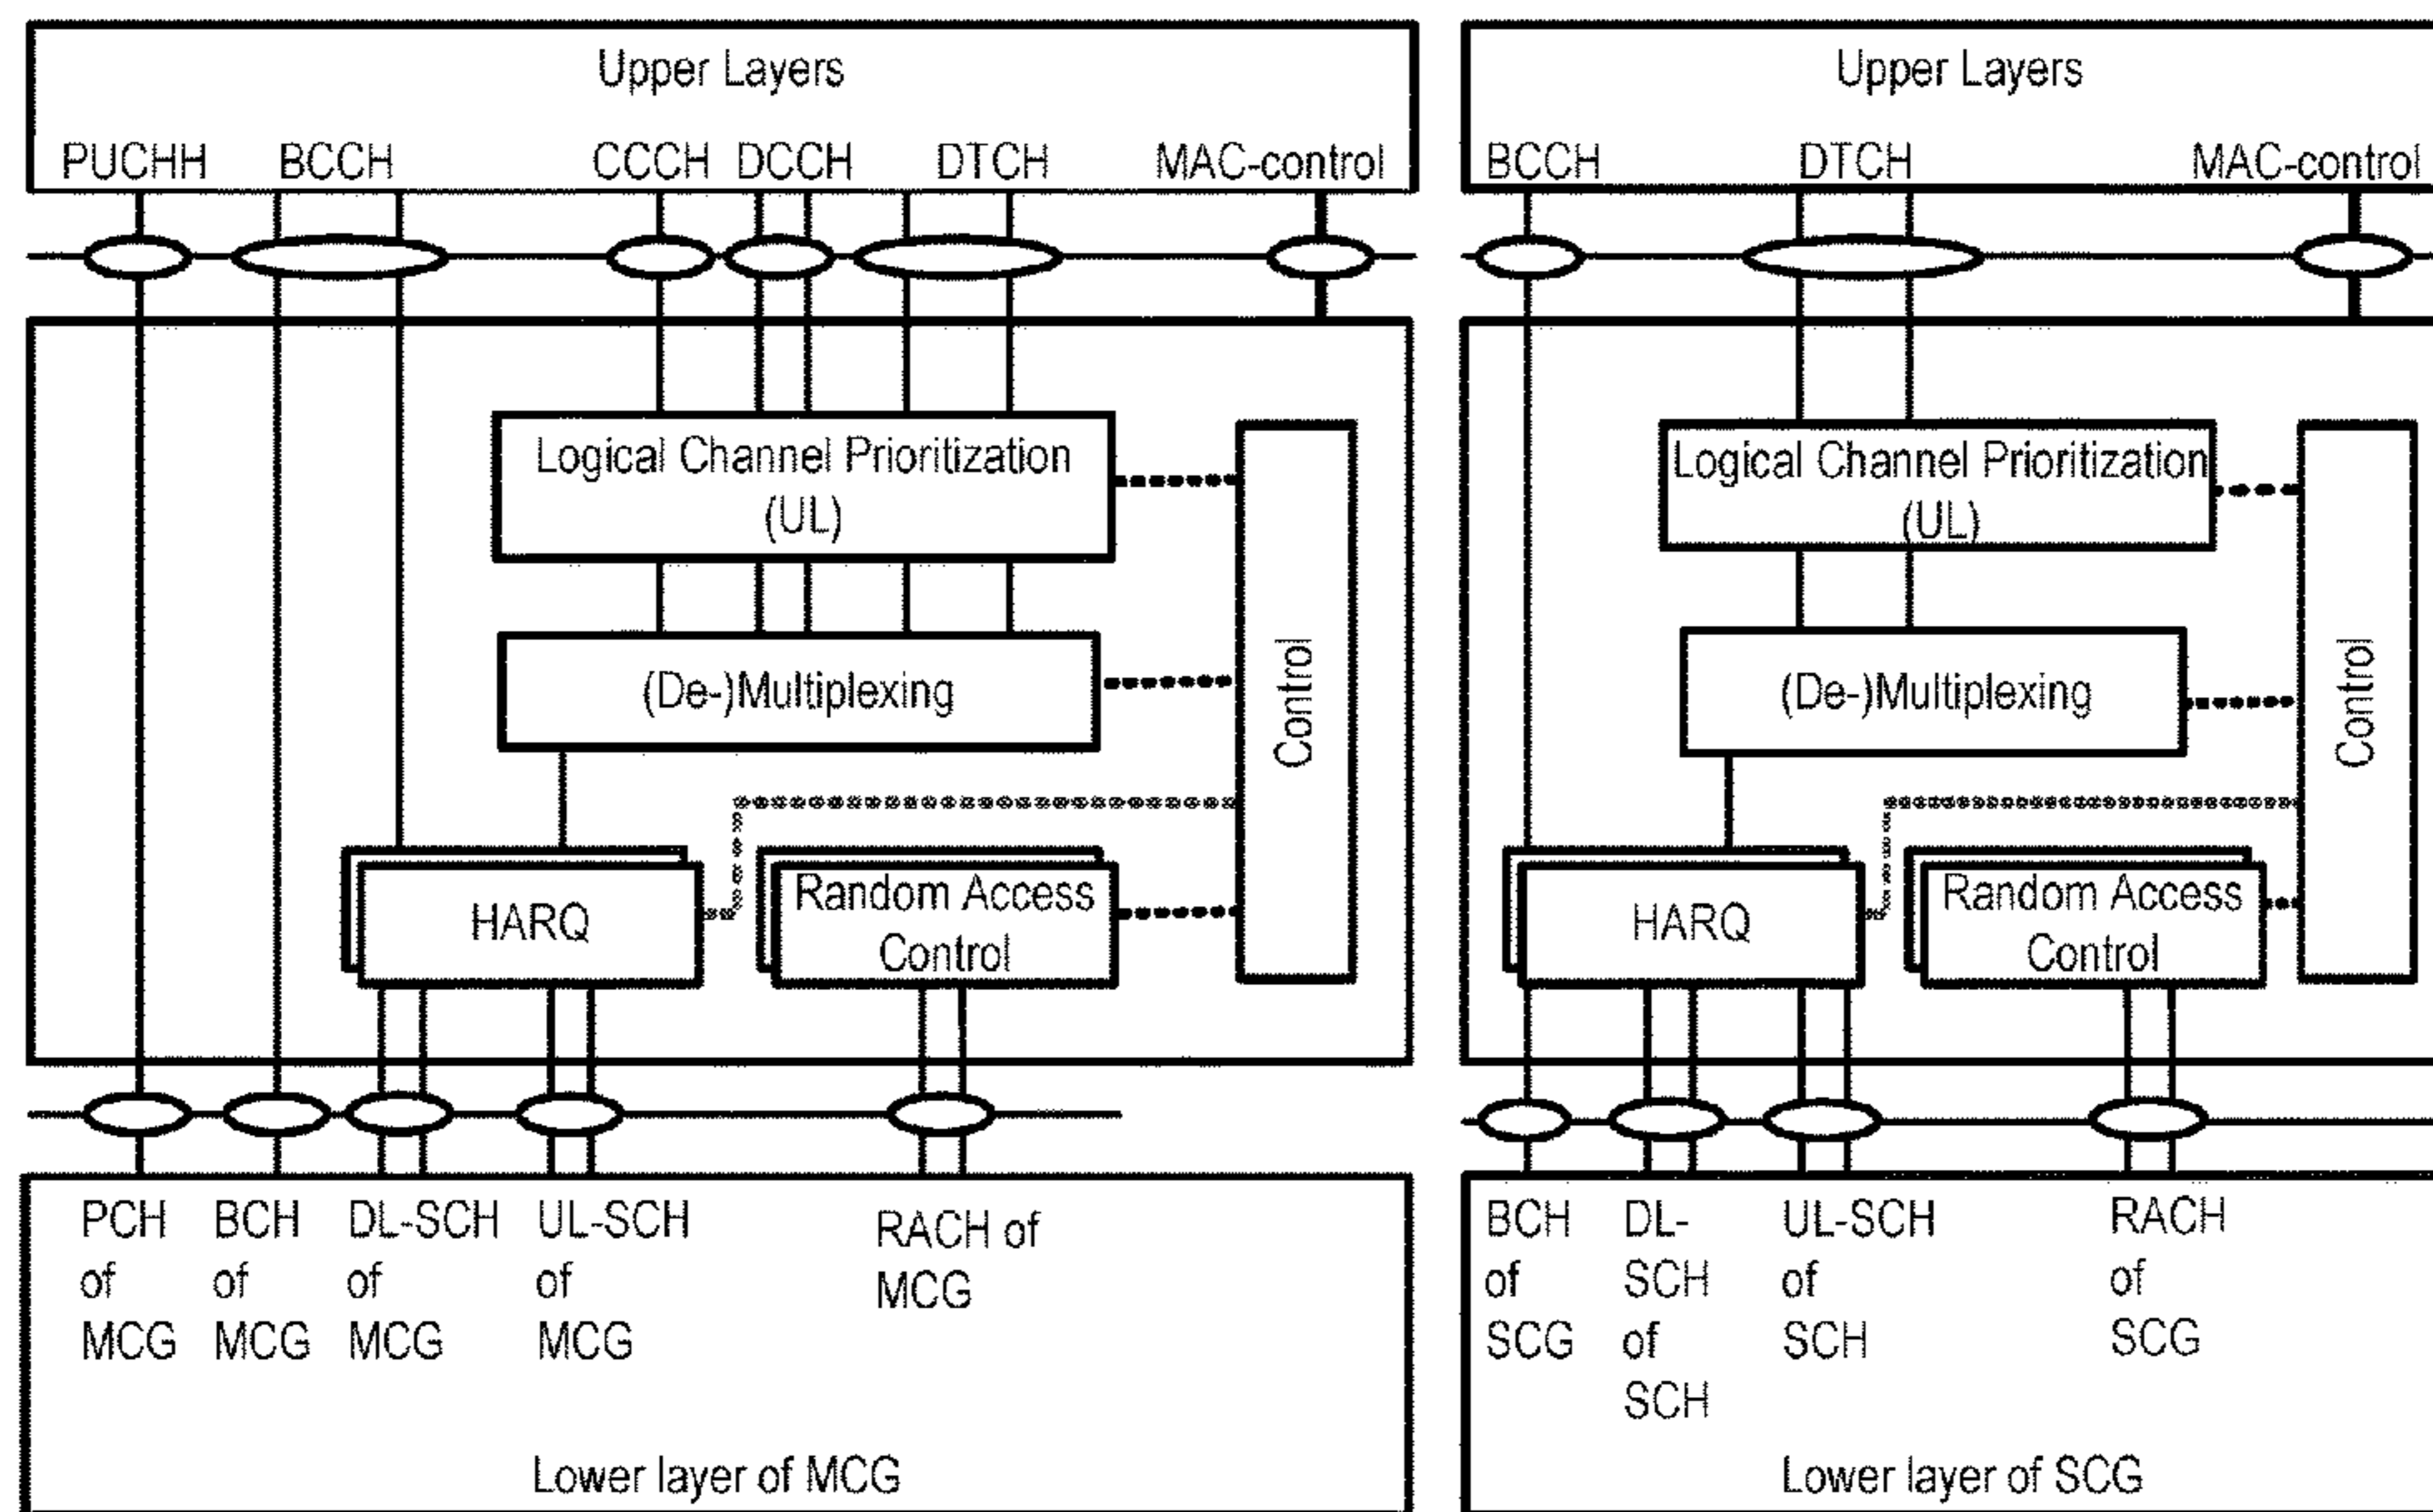 Upper Layers
PUCHH BCCH CCCH DCCH DTCH MAC-control
Logical Channel Prioritization
(UL)
(De-)Multiplexing
Control
HARQ
Random Access
Control
PCH
of
MCG
BCH
of
MCG
DL-SCH
of
MCG
UL-SCH
of
MCG
RACH of
MCG
Lower layer of MCG
Upper Layers
BCCH DTCH MAC-control
Logical Channel Prioritization
(UL)
(De-)Multiplexing
Control
HARQ
Random Access
Control
BCH
of
SCG
DL-
SCH
of
SCH
UL-SCH
of
SCH
RACH
of
SCG
Lower layer of SCG